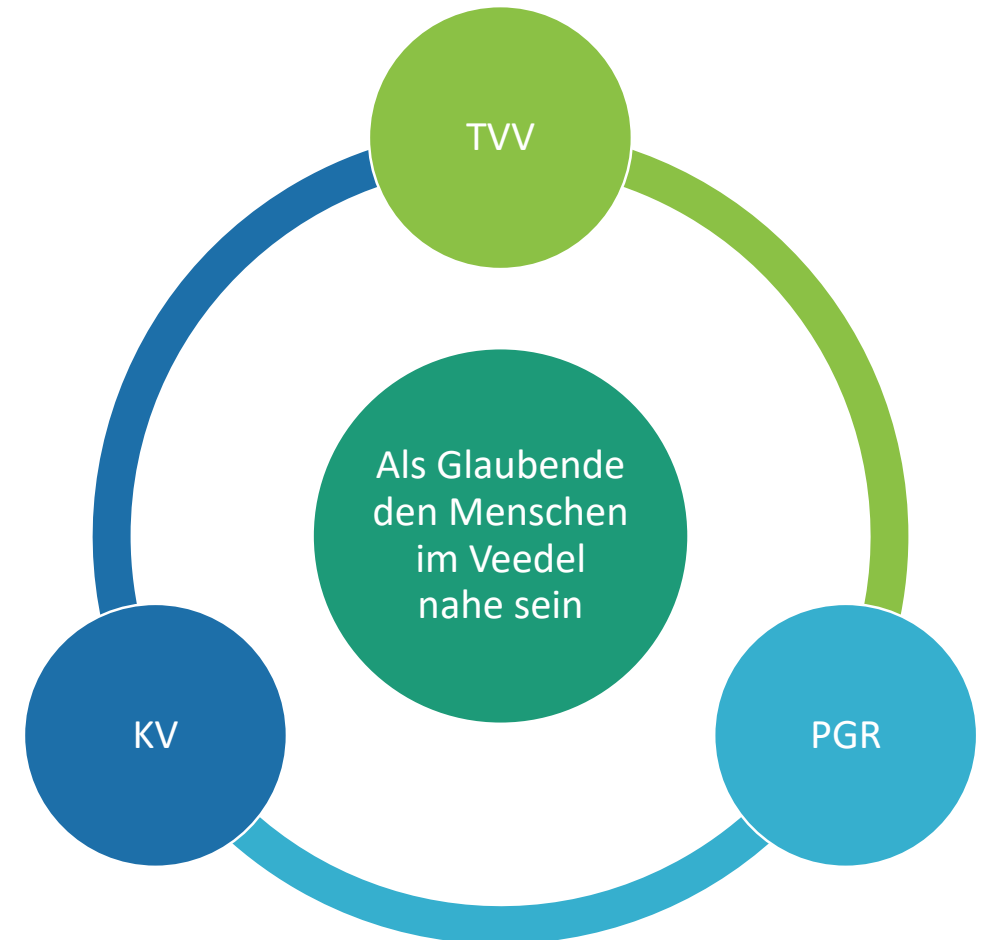 TVV
Als Glaubende
den Menschen
im Veedel
nahe sein
KV
PGR